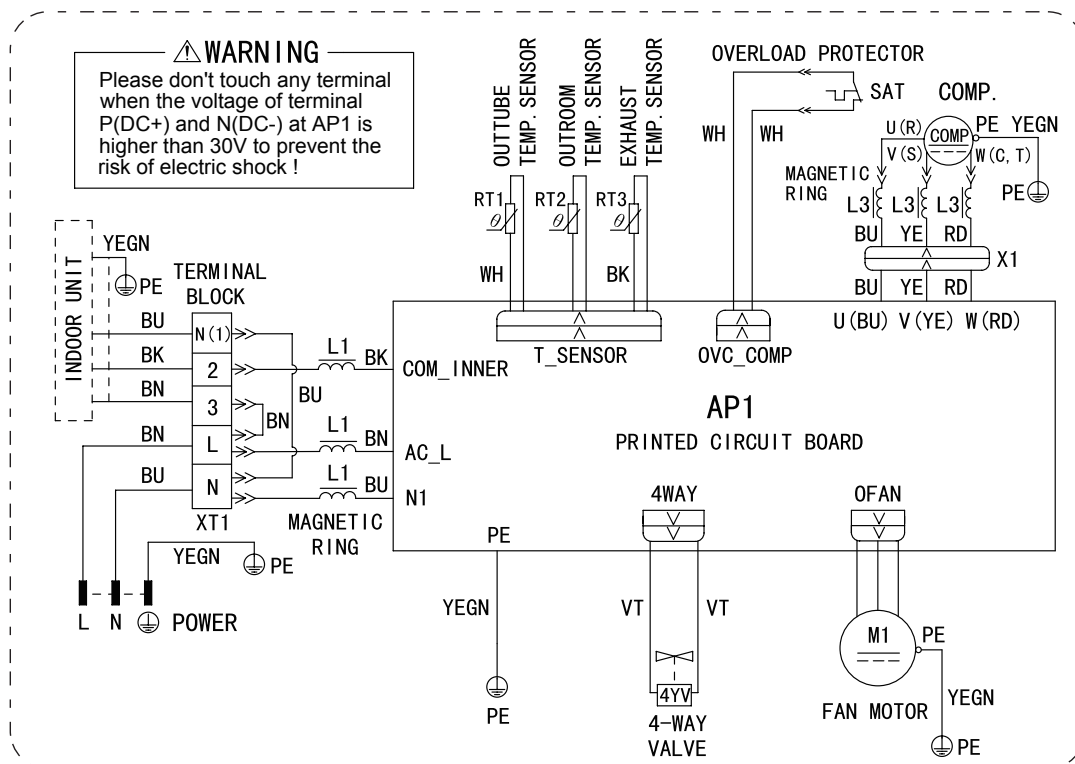 WARNING
Please don't touch any terminal
when the voltage of terminal
P(DC+) and N(DC-) at AP1 is
higher than 30V to prevent the
risk of electric shock !
OUTTUBE
TEMP. SENSOR
OUTROOM
TEMP. SENSOR
EXHAUST
TEMP. SENSOR
RT1
θ
RT2
θ
RT3
θ
WH
BK
OVERLOAD PROTECTOR
SAT
WH
WH
COMP.
U(R)
COMP
PE YEGN
V(S)
W(C, T)
MAGNETIC
RING
PE
L3
L3
L3
BU
YE
RD
X1
BU
YE
RD
U(BU)
V(YE)
W(RD)
INDOOR UNIT
YEGN
PE
TERMINAL
BLOCK
BU
N(1)
BK
2
BN
3
BN
L
BU
N
XT1
BU
BN
L1
BK
L1
BN
L1
BU
MAGNETIC
RING
YEGN
PE
L
N
POWER
COM_INNER
AC_L
N1
T_SENSOR
OVC_COMP
AP1
PRINTED CIRCUIT BOARD
PE
4WAY
OFAN
YEGN
PE
VT
VT
4YV
4-WAY
VALVE
M1
PE
FAN MOTOR
YEGN
PE